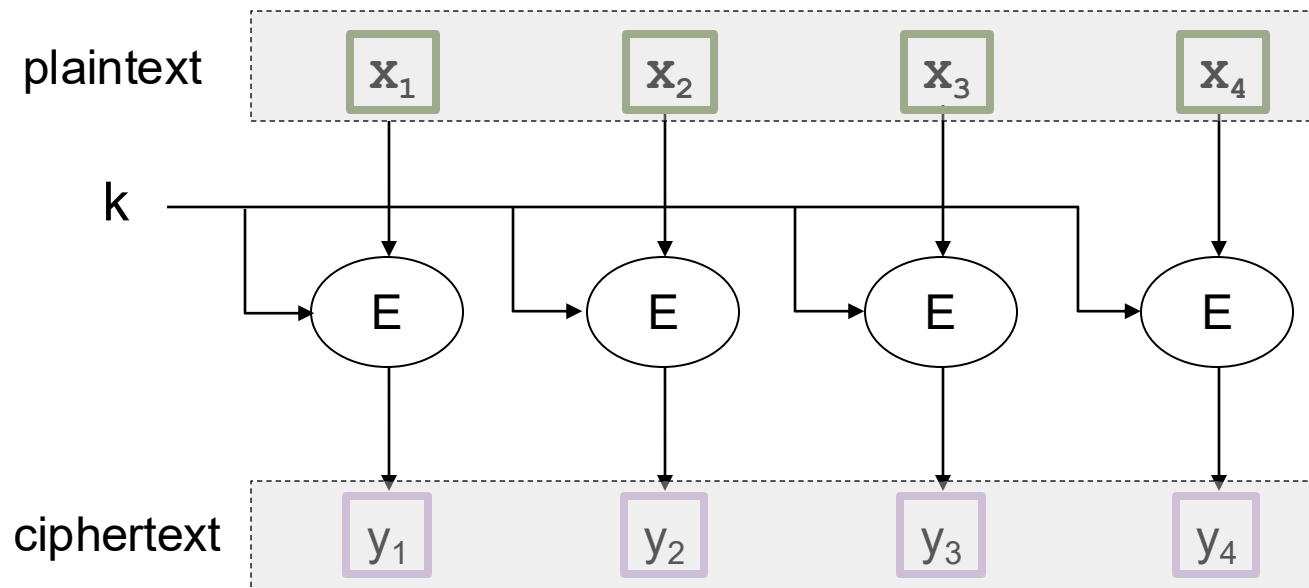 plaintext x₁ x₂ x₃ x₄
k
E E E E
ciphertext y₁ y₂ y₃ y₄